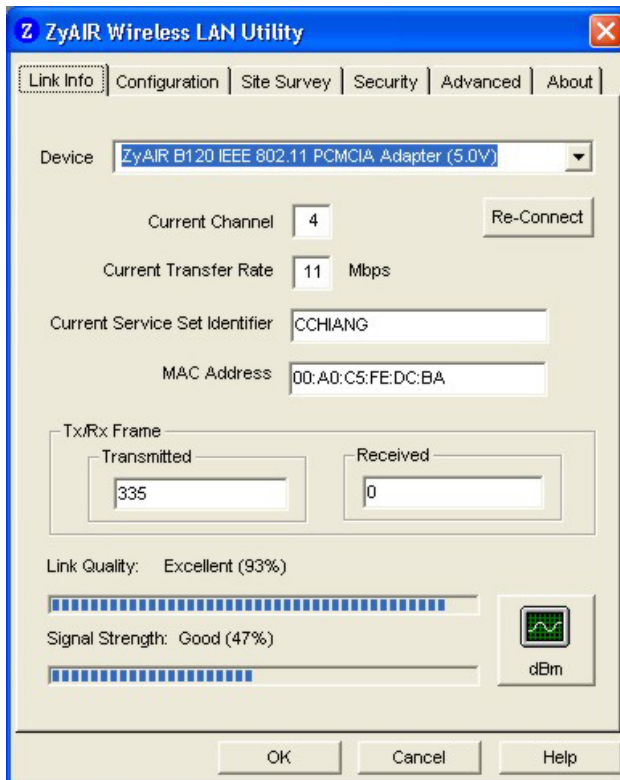 Z ZyAIR Wireless LAN Utility
Link Info Configuration Site Survey Security Advanced About
Device ZyAIR B120 IEEE 802.11 PCMCIA Adapter (5.0V)
Current Channel 4 Re-Connect
Current Transfer Rate 11 Mbps
Current Service Set Identifier CCHIANG
MAC Address 00:A0:C5:FE:DC:BA
Tx/Rx Frame
Transmitted Received
335 0
Link Quality: Excellent (93%)
Signal Strength: Good (47%)
dBm
OK Cancel Help